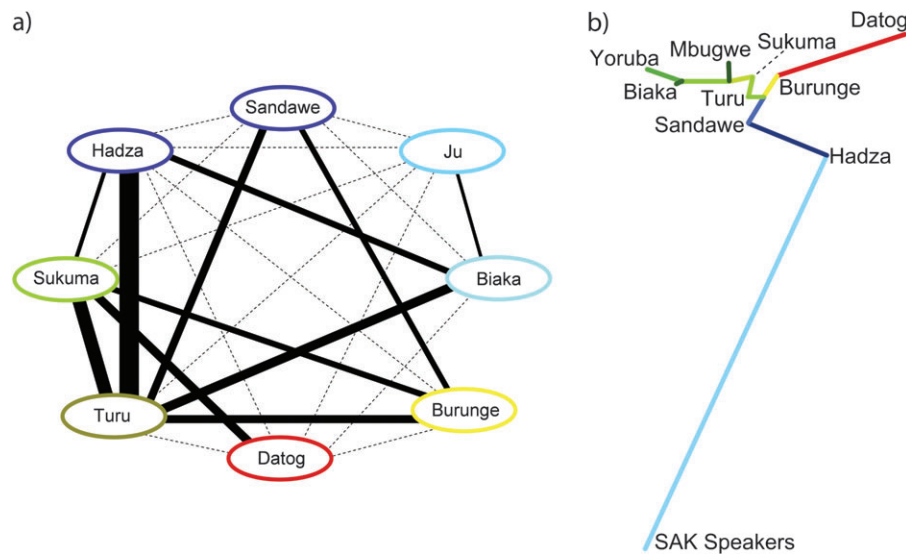 a)
Sandawe
Hadza
Ju
Sukuma
Biaka
Turu
Burunge
Datog
b)
Datog
Sukuma
Mbugwe
Yoruba
Biaka
Turu
Burunge
Sandawe
Hadza
SAK Speakers